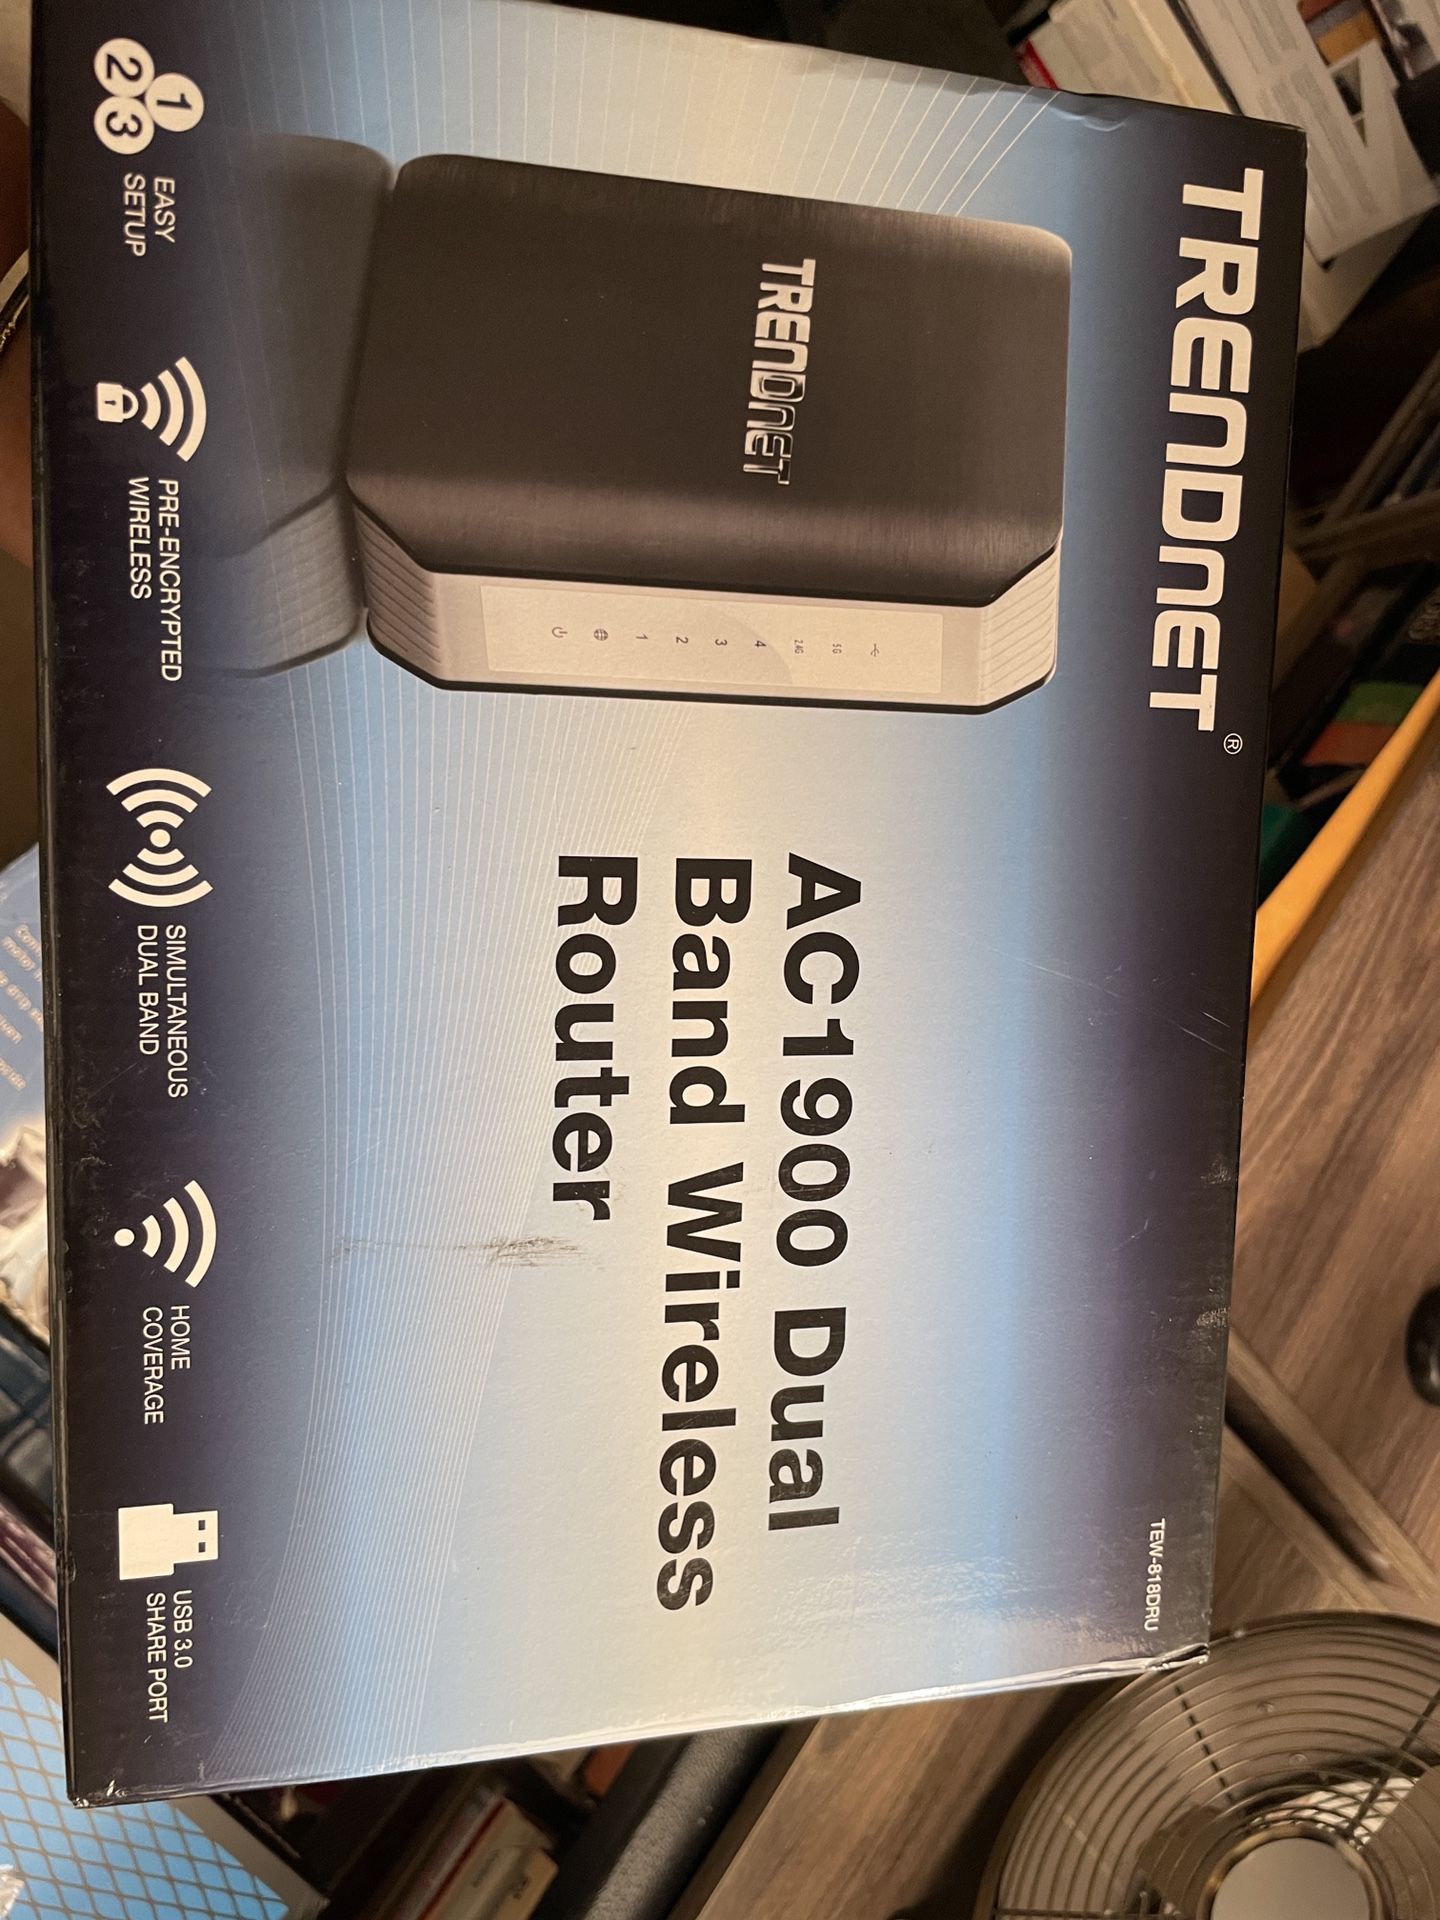 TRENDNET®
TEW-818DRU
TRENDNET
1 2 3 4 2.4G 5G
AC1900 Dual
Band Wireless
Router
1
2 3
EASY
SETUP
PRE-ENCRYPTED
WIRELESS
SIMULTANEOUS
DUAL BAND
HOME
COVERAGE
USB 3.0
SHARE PORT